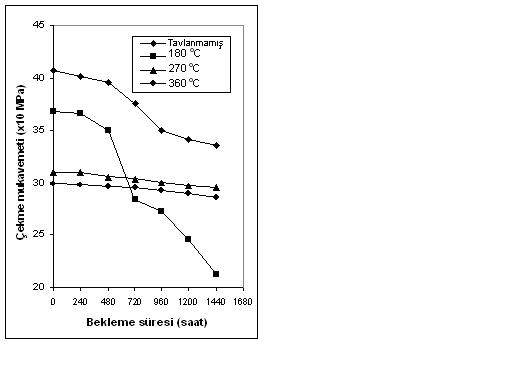 45
40
35
30
25
20
Çekme mukavemeti (x10 MPa)
Tavlanmamış
180 °C
270 °C
360 °C
0 240 480 720 960 1200 1440 1680
Bekleme süresi (saat)